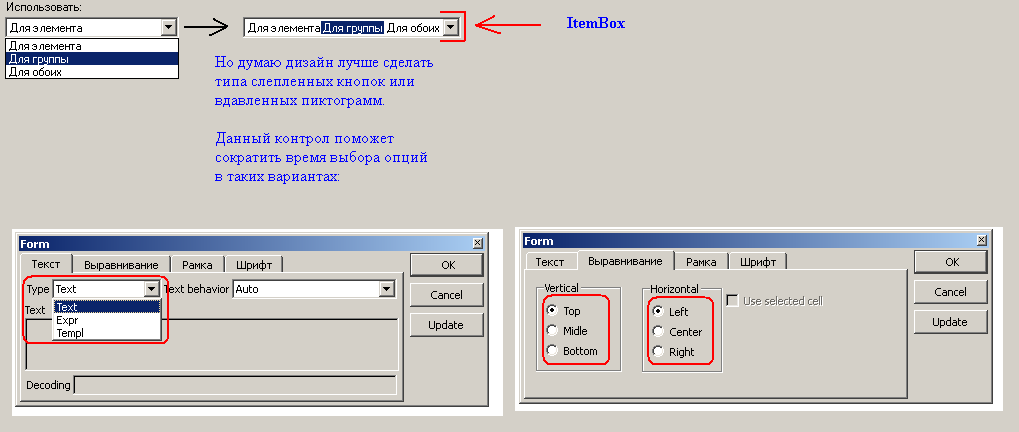 Использовать:
Для элемента
Для элемента
Для группы
Для обоих
Для элемента Для группы Для обоих
ItemBox
Но думаю дизайн лучше сделать
типа слепленных кнопок или
вдавленных пиктограмм.
Данный контрол поможет
сократить время выбора опций
в таких вариантах:
Form
Текст Выравнивание Рамка Шрифт
Type Text Text behavior Auto
Text
Text
Expr
Templ
Decoding
OK
Cancel
Update
Form
Текст Выравнивание Рамка Шрифт
Vertical
Top
Midle
Bottom
Horizontal
Left
Center
Right
Use selected cell
OK
Cancel
Update